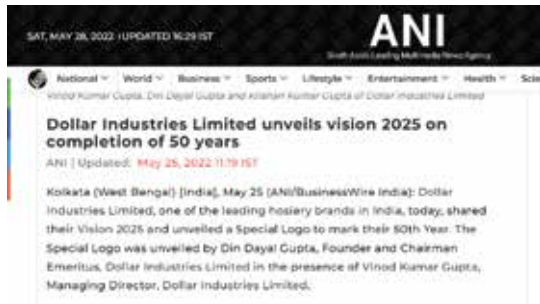 SAT, MAY 28, 2022 | UPDATED 16:29 IST
ANI
South Asia's Leading Multimedia News Agency
National World Business Sports Lifestyle Entertainment Health Scie
Vinod Kumar Gupta, Din Dayal Gupta and Krishan Kumar Gupta of Dollar Industries Limited
Dollar Industries Limited unveils vision 2025 on
completion of 50 years
ANI | Updated: May 25, 2022 11:19 IST
Kolkata (West Bengal) [India], May 25 (ANI/BusinessWire India): Dollar
Industries Limited, one of the leading hosiery brands in India, today, shared
their Vision 2025 and unveiled a Special Logo to mark their 50th Year. The
Special Logo was unveiled by Din Dayal Gupta, Founder and Chairman
Emeritus, Dollar Industries Limited in the presence of Vinod Kumar Gupta,
Managing Director, Dollar Industries Limited.